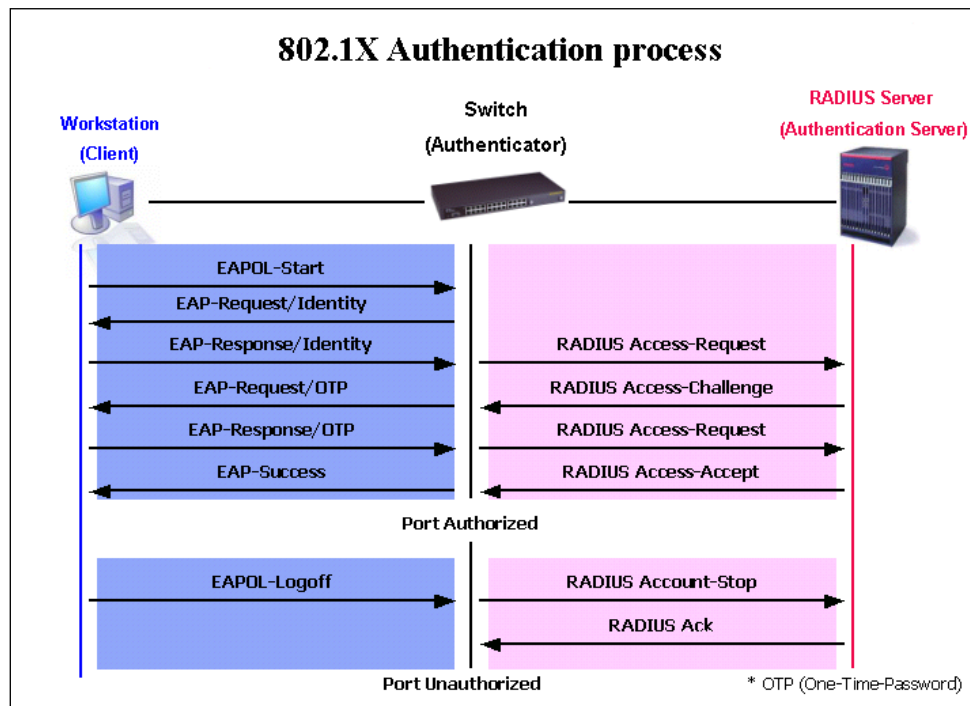 802.1X Authentication process
Workstation
(Client)
Switch
(Authenticator)
RADIUS Server
(Authentication Server)
EAPOL-Start
EAP-Request/Identity
EAP-Response/Identity
RADIUS Access-Request
EAP-Request/OTP
RADIUS Access-Challenge
EAP-Response/OTP
RADIUS Access-Request
EAP-Success
RADIUS Access-Accept
Port Authorized
EAPOL-Logoff
RADIUS Account-Stop
RADIUS Ack
Port Unauthorized
* OTP (One-Time-Password)